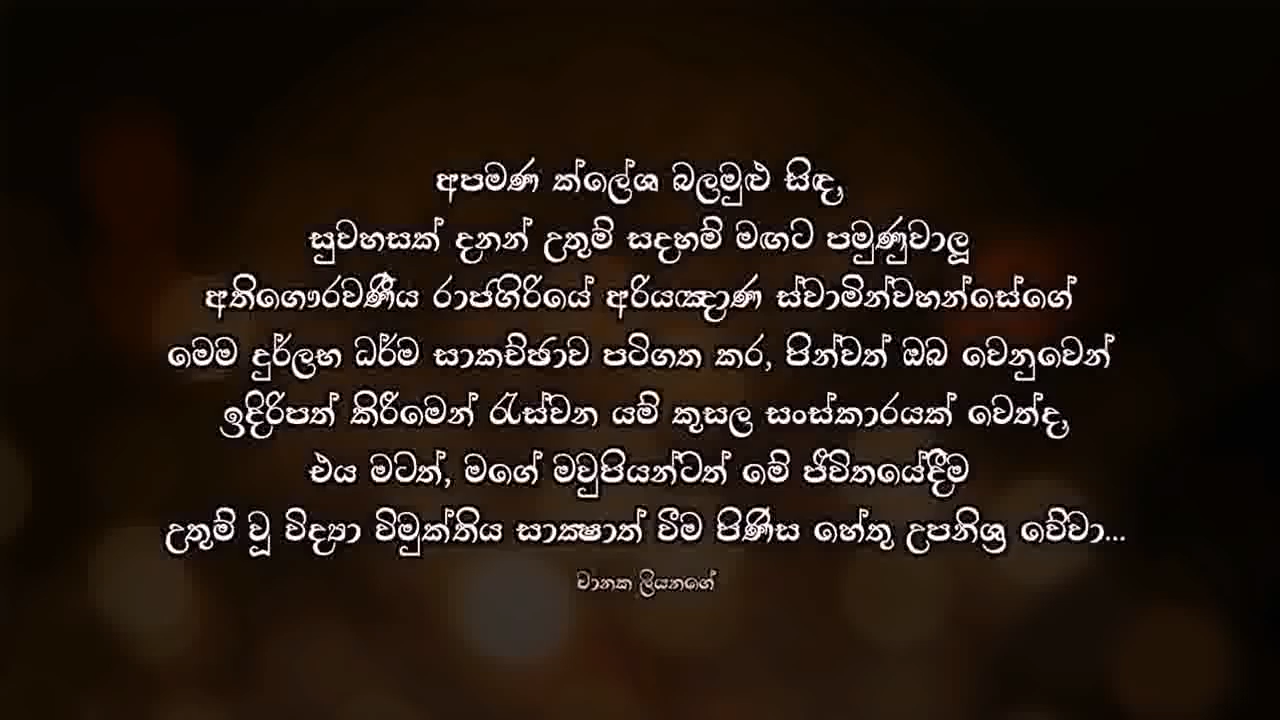 අපමණ ක්ලේශ බලමුළු සිඳ,
සුවහසක් දනන් උතුම් සදහම් මඟට පමුණුවාලූ
අතිගෞරවණීය රාජගිරියේ අරියඤාණ ස්වාමින්වහන්සේගේ
මෙම දුර්ලභ ධර්ම සාකච්ඡාව පටිගත කර, පින්වත් ඔබ වෙනුවෙන්
ඉදිරිපත් කිරීමෙන් රැස්වන යම් කුසල සංස්කාරයක් වෙත්ද,
එය මටත්, මගේ මවුපියන්ටත් මේ ජීවිතයේදීම
උතුම් වූ විද්‍යා විමුක්තිය සාක්‍ෂාත් වීම පිණිස හේතු උපනිශ්‍ර වේවා...
චානක ලියනගේ